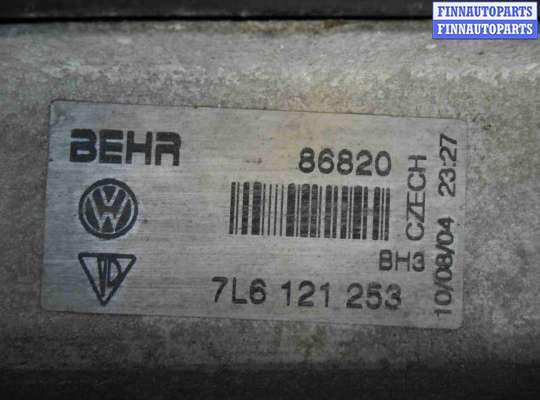 FINNAUTOPARTS
FINNAUTOPARTS
BEHR
86820
BH3
7L6 121 253
CZECH
10/08/04 23:27